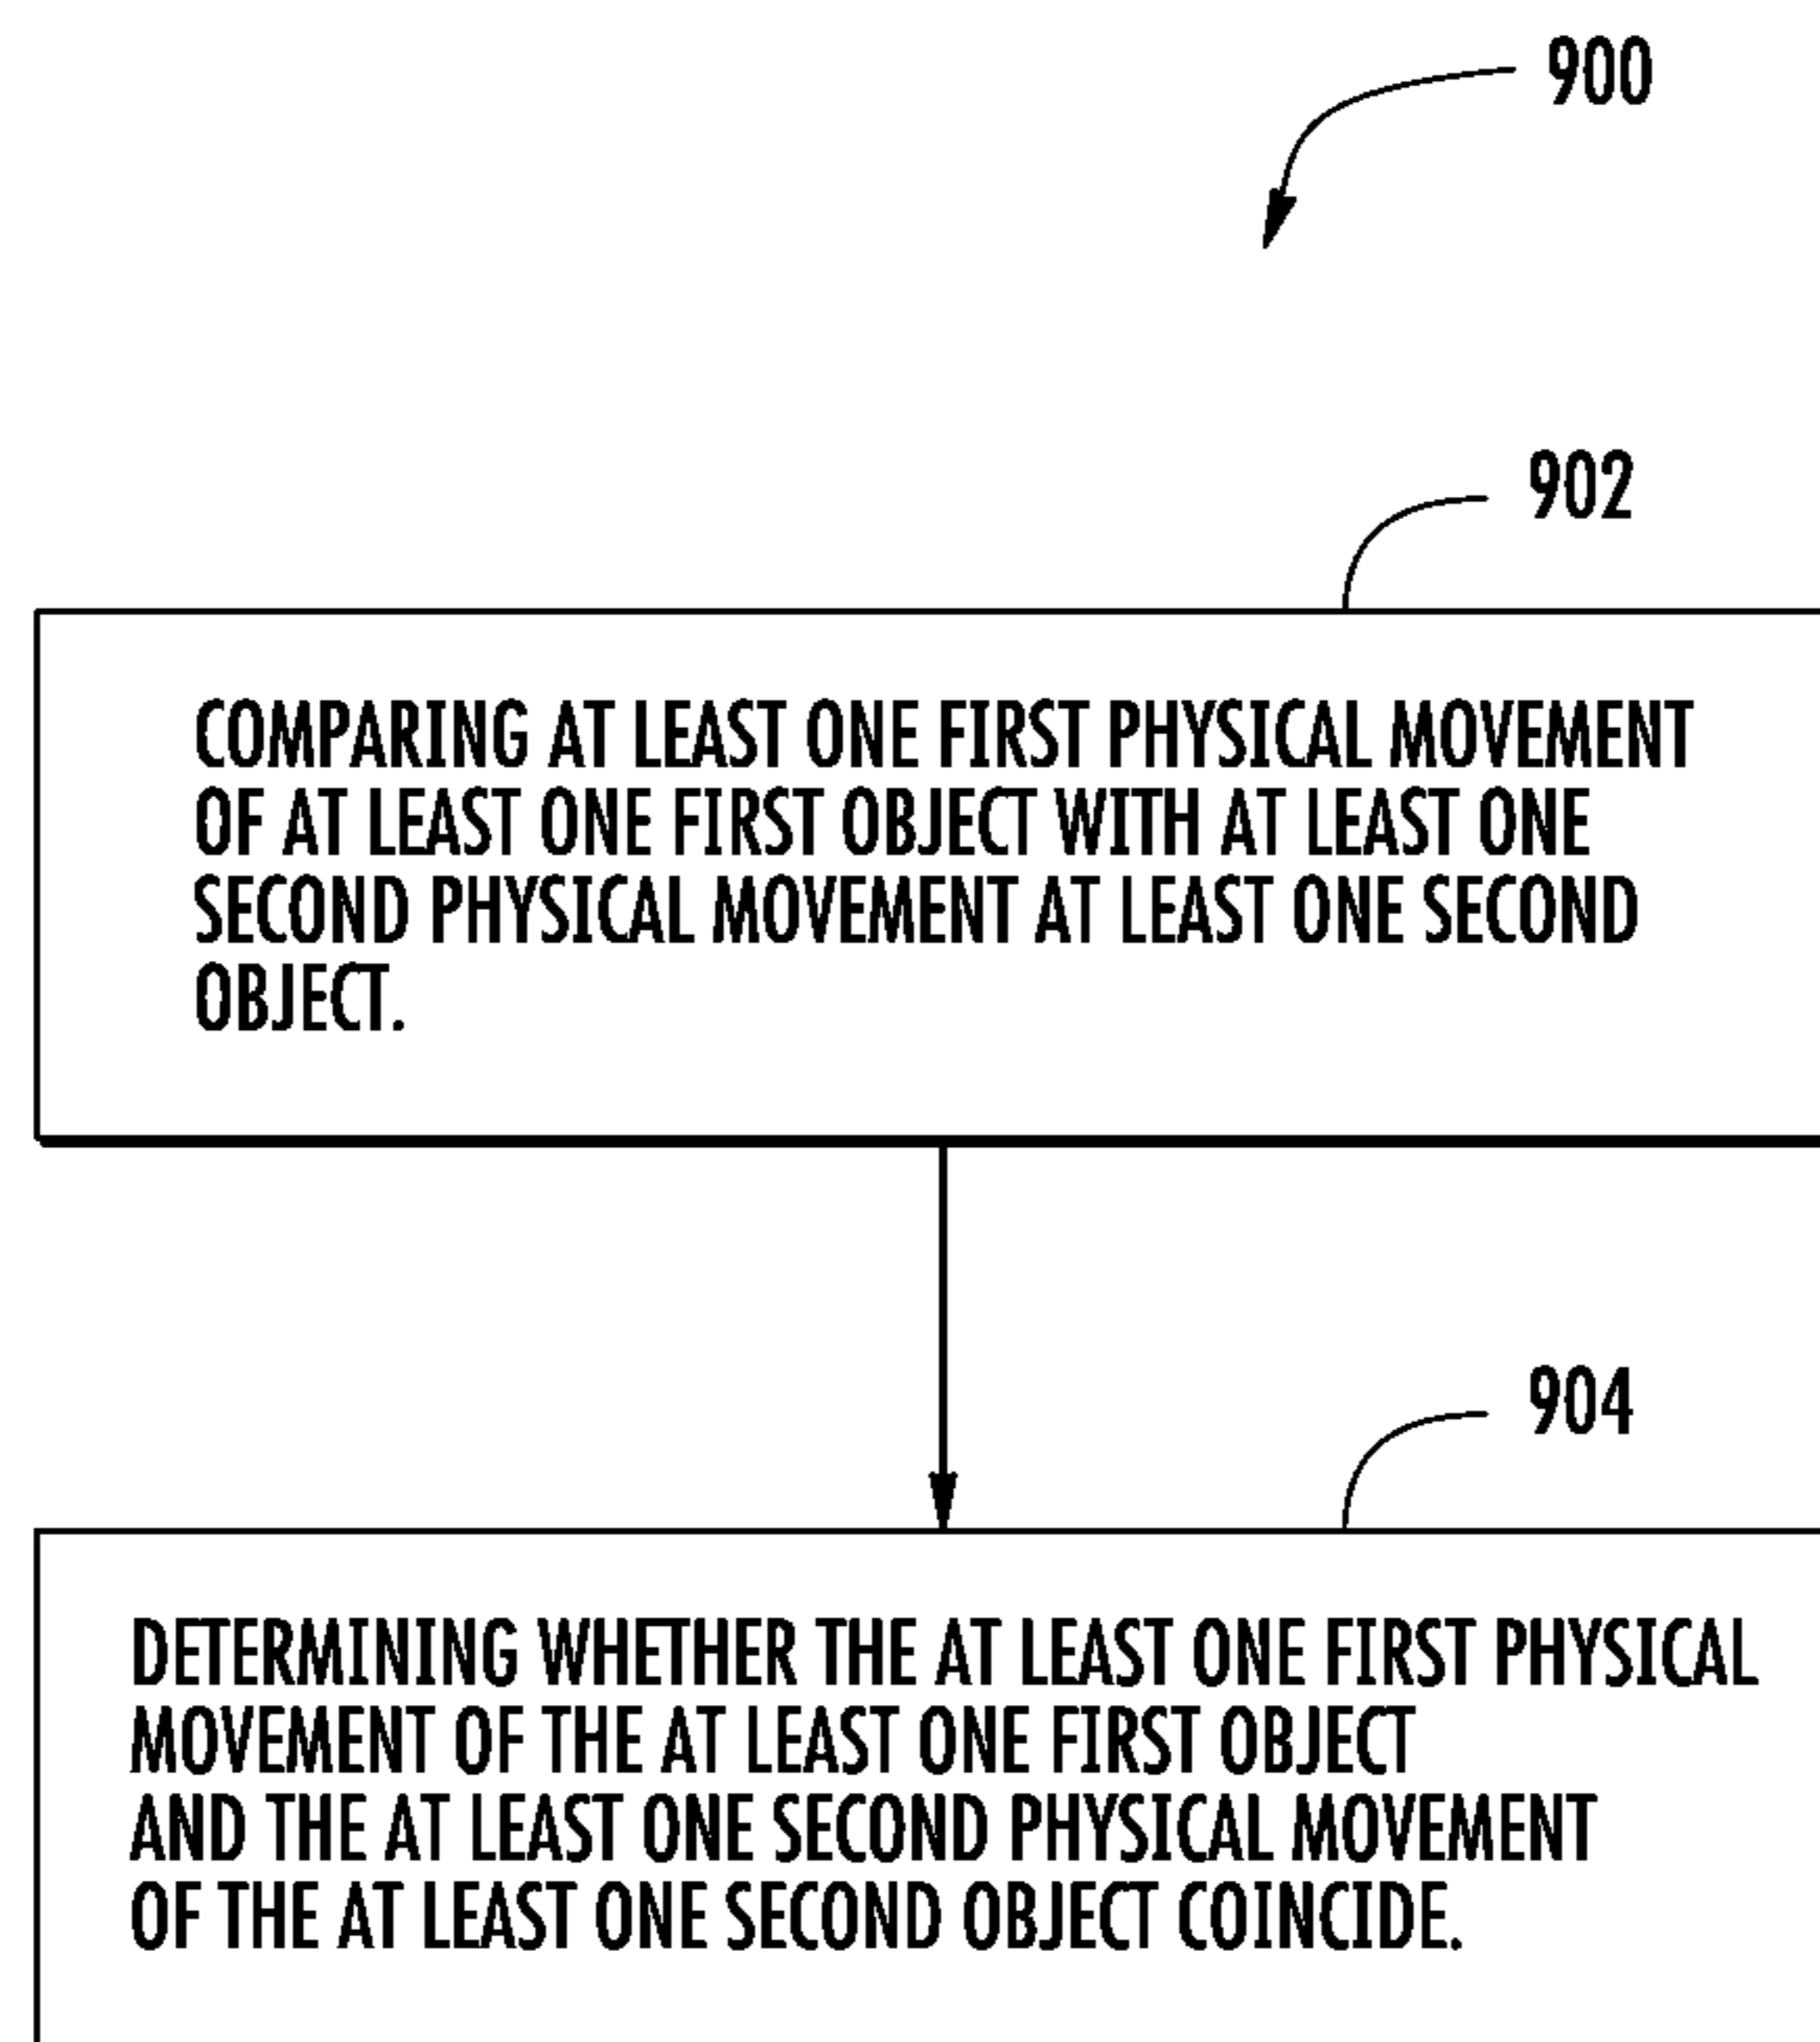 900
902
COMPARING AT LEAST ONE FIRST PHYSICAL MOVEMENT
OF AT LEAST ONE FIRST OBJECT WITH AT LEAST ONE
SECOND PHYSICAL MOVEMENT AT LEAST ONE SECOND
OBJECT.
904
DETERMINING WHETHER THE AT LEAST ONE FIRST PHYSICAL
MOVEMENT OF THE AT LEAST ONE FIRST OBJECT
AND THE AT LEAST ONE SECOND PHYSICAL MOVEMENT
OF THE AT LEAST ONE SECOND OBJECT COINCIDE.